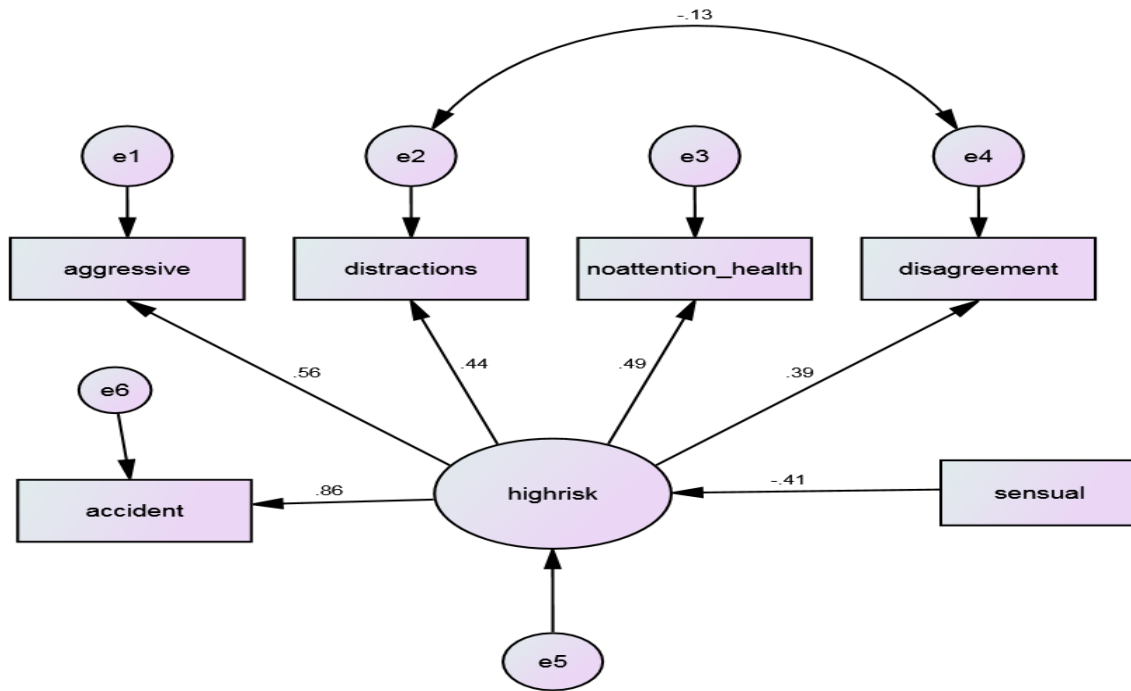 -.13
e1
e2
e3
e4
aggressive
distractions
noattention_health
disagreement
.56
.44
.49
.39
e6
accident
.86
highrisk
-.41
sensual
e5